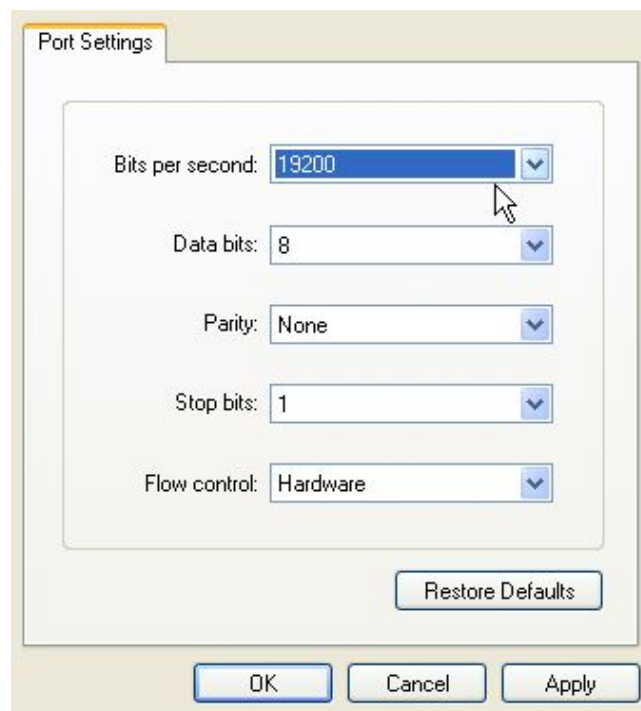 Port Settings
Bits per second: 19200
Data bits: 8
Parity: None
Stop bits: 1
Flow control: Hardware
Restore Defaults
OK Cancel Apply